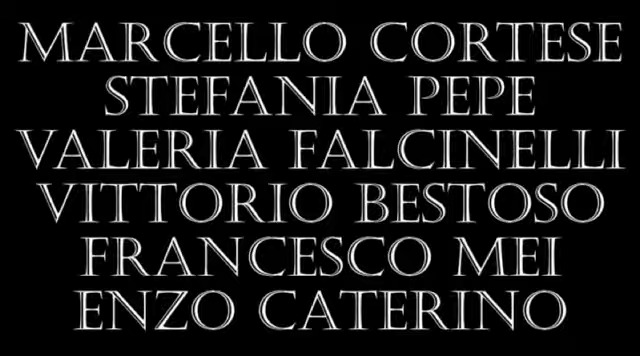 MARCELLO CORTESE
STEFANIA PEPE
VALERIA FALCINELLI
VITTORIO BESTOSO
FRANCESCO MEI
ENZO CATERINO